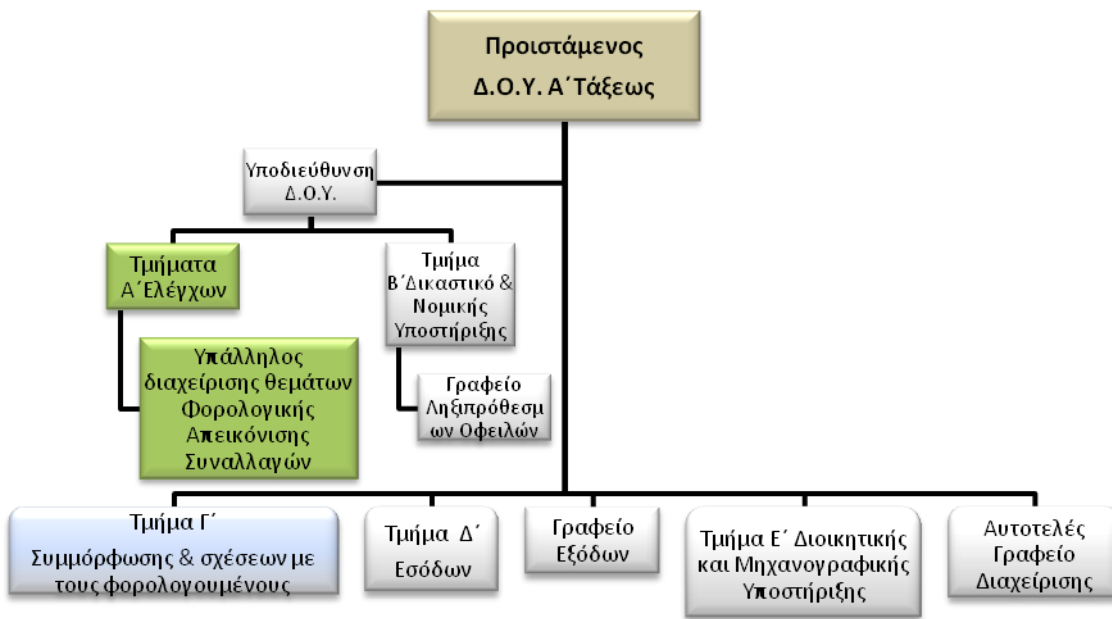 Προιστάμενος
Δ.Ο.Υ. Α΄Τάξεως
Υποδιεύθυνση
Δ.Ο.Υ.
Τμήματα
Α΄Ελέγχων
Τμήμα
Β΄Δικαστικό &
Νομικής
Υποστήριξης
Υπάλληλος
διαχείρισης θεμάτων
Φορολογικής
Απεικόνισης
Συναλλαγών
Γραφείο
Ληξιπρόθεσμ
ων Οφειλών
Τμήμα Γ΄
Συμμόρφωσης & σχέσεων με
τους φορολογουμένους
Τμήμα Δ΄
Εσόδων
Γραφείο
Εξόδων
Τμήμα Ε΄ Διοικητικής
και Μηχανογραφικής
Υποστήριξης
Αυτοτελές
Γραφείο
Διαχείρισης